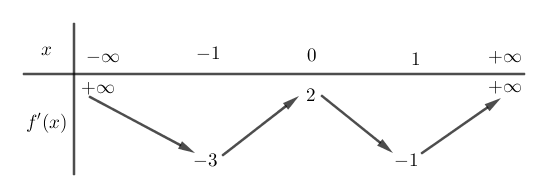 x −∞ −1 0 1 +∞
f′(x) +∞ −3 2 −1 +∞